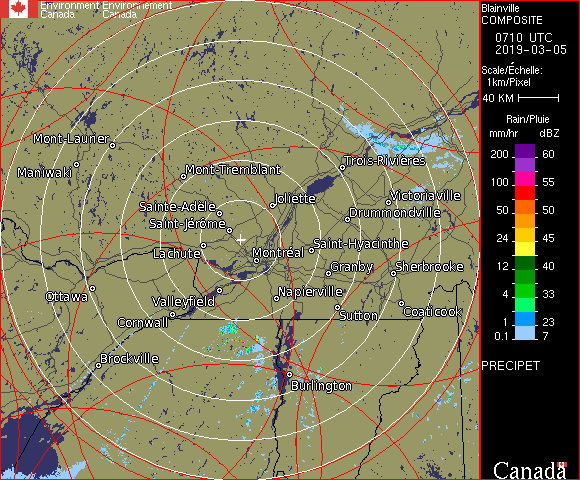 Environment Environnement
Canada Canada
Blainville
COMPOSITE
0710 UTC
2019-03-05
Scale/Échelle:
1km/Pixel
40 KM
Rain/Pluie
mm/hr dBZ
200 60
100 55
50 50
24 45
12 40
4 33
1 23
0.1 7
PRECIPET
Canada
Mont-Laurier
Maniwaki
Mont-Tremblant
Trois-Rivières
Sainte-Adèle
Joliette
Victoriaville
Drummondville
Saint-Jérôme
Lachute
Montréal
Saint-Hyacinthe
Granby
Sherbrooke
Ottawa
Valleyfield
Napierville
Cornwall
Sutton
Coaticook
Brockville
Burlington